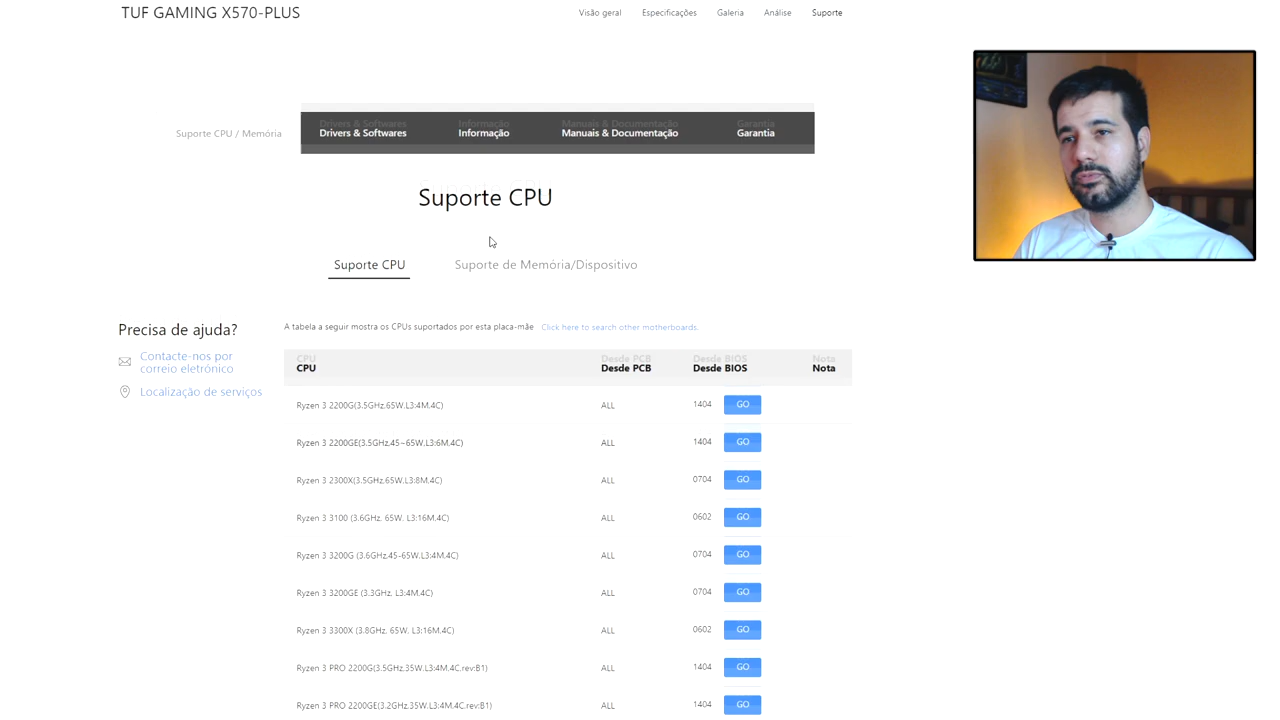 TUF GAMING X570-PLUS
Visão geral Especificações Galeria Análise Suporte
Suporte CPU / Memória Drivers & Softwares Informação Manuais & Documentação Garantia
Suporte CPU
Suporte CPU Suporte de Memória/Dispositivo
Precisa de ajuda?
Contacte-nos por
correio eletrónico
Localização de serviços
A tabela a seguir mostra os CPUs suportados por esta placa-mãe Click here to search other motherboards.
CPU Desde PCB Desde BIOS Nota
Ryzen 3 2200G(3.5GHz,65W,L3:4M,4C) ALL 1404 GO
Ryzen 3 2200GE(3.5GHz,45~65W,L3:6M,4C) ALL 1404 GO
Ryzen 3 2300X(3.5GHz,65W,L3:8M,4C) ALL 0704 GO
Ryzen 3 3100 (3.6GHz, 65W, L3:16M,4C) ALL 0602 GO
Ryzen 3 3200G (3.6GHz,45-65W,L3:4M,4C) ALL 0704 GO
Ryzen 3 3200GE (3.3GHz, L3:4M,4C) ALL 0704 GO
Ryzen 3 3300X (3.8GHz, 65W, L3:16M,4C) ALL 0602 GO
Ryzen 3 PRO 2200G(3.5GHz,35W,L3:4M,4C,rev:B1) ALL 1404 GO
Ryzen 3 PRO 2200GE(3.2GHz,35W,L3:4M,4C,rev:B1) ALL 1404 GO